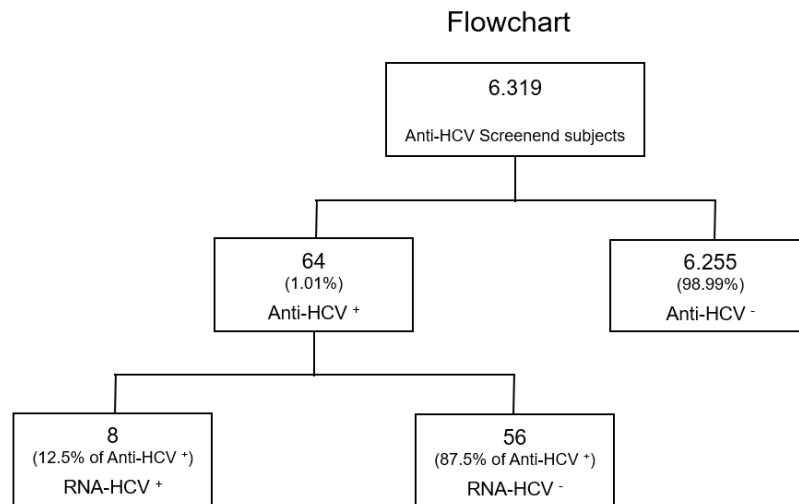 Flowchart
6.319
Anti-HCV Screenend subjects
64
(1.01%)
Anti-HCV +
6.255
(98.99%)
Anti-HCV -
8
(12.5% of Anti-HCV +)
RNA-HCV +
56
(87.5% of Anti-HCV +)
RNA-HCV -